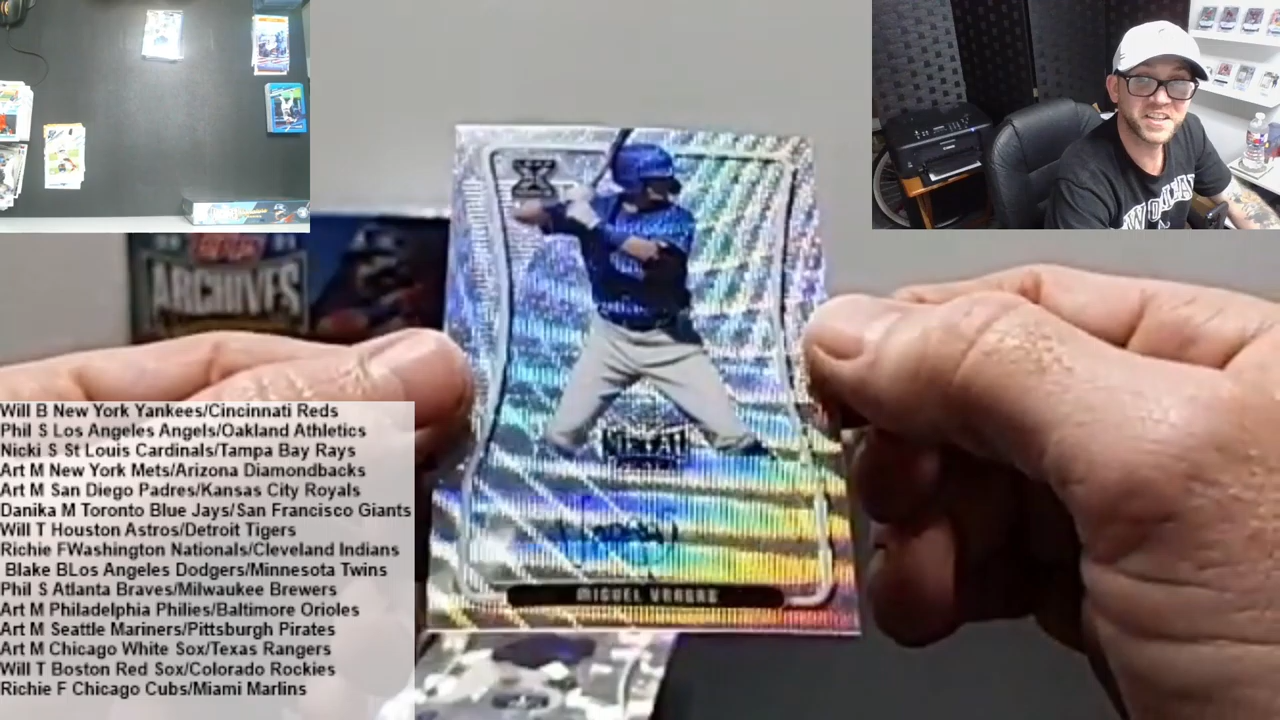 ARCHIVES
MIGUEL VARGAS
Will B New York Yankees/Cincinnati Reds
Phil S Los Angeles Angels/Oakland Athletics
Nicki S St Louis Cardinals/Tampa Bay Rays
Art M New York Mets/Arizona Diamondbacks
Art M San Diego Padres/Kansas City Royals
Danika M Toronto Blue Jays/San Francisco Giants
Will T Houston Astros/Detroit Tigers
Richie FWashington Nationals/Cleveland Indians
Blake BLos Angeles Dodgers/Minnesota Twins
Phil S Atlanta Braves/Milwaukee Brewers
Art M Philadelphia Philies/Baltimore Orioles
Art M Seattle Mariners/Pittsburgh Pirates
Art M Chicago White Sox/Texas Rangers
Will T Boston Red Sox/Colorado Rockies
Richie F Chicago Cubs/Miami Marlins